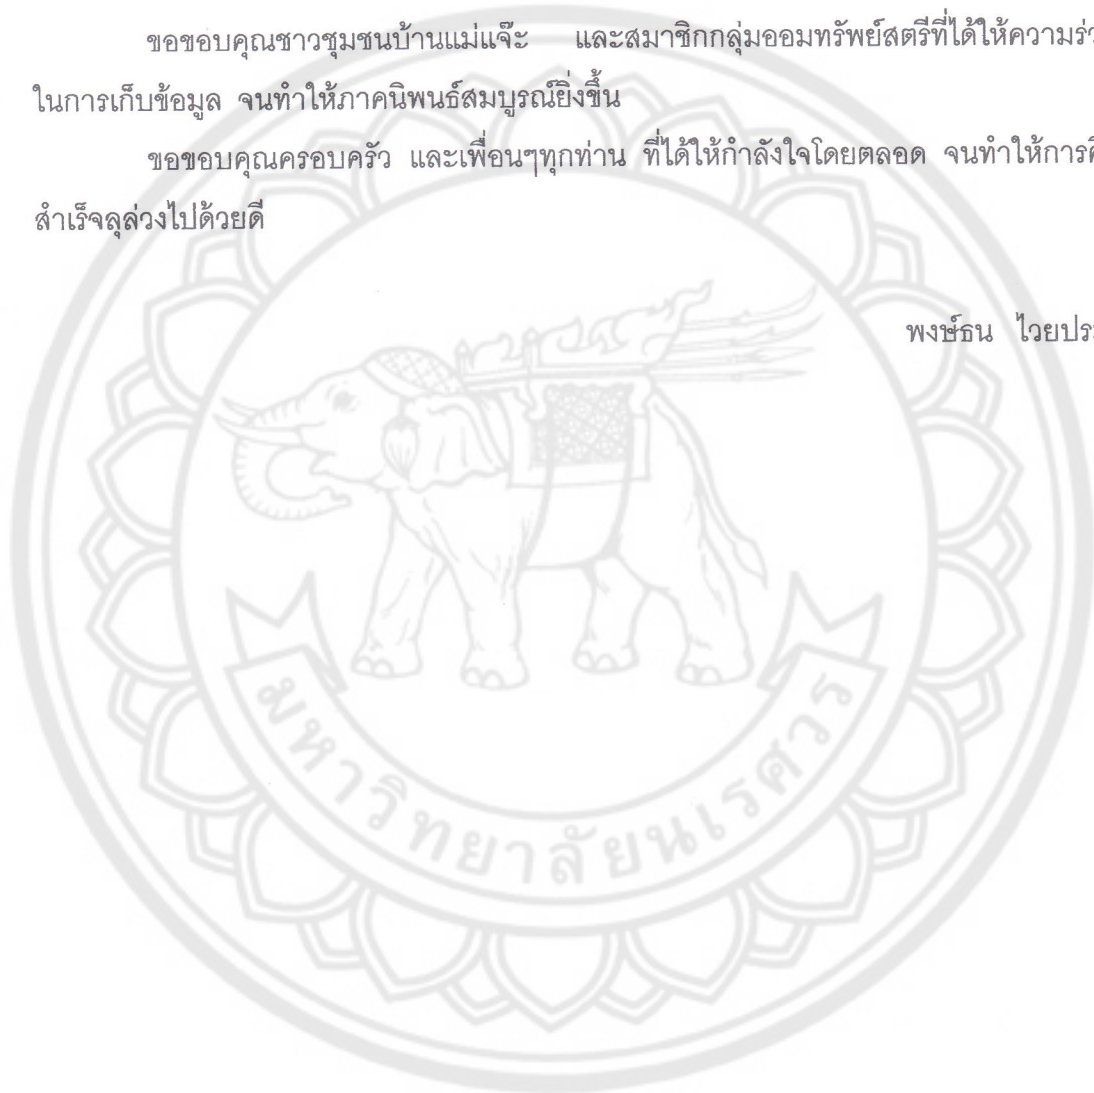 ขอขอบคุณชาวชุมชนบ้านแม่แจ๊ะ และสมาชิกกลุ่มออมทรัพย์สตรีที่ได้ให้ความร่ว
ในการเก็บข้อมูล จนทำให้ภาคนิพนธ์สมบูรณ์ยิ่งขึ้น
ขอขอบคุณครอบครัว และเพื่อนๆทุกท่าน ที่ได้ให้กำลังใจโดยตลอด จนทำให้การ
สำเร็จลุล่วงไปด้วยดี
พงษ์ธน ไวยประ
มหาวิทยาลัยนเรศวร